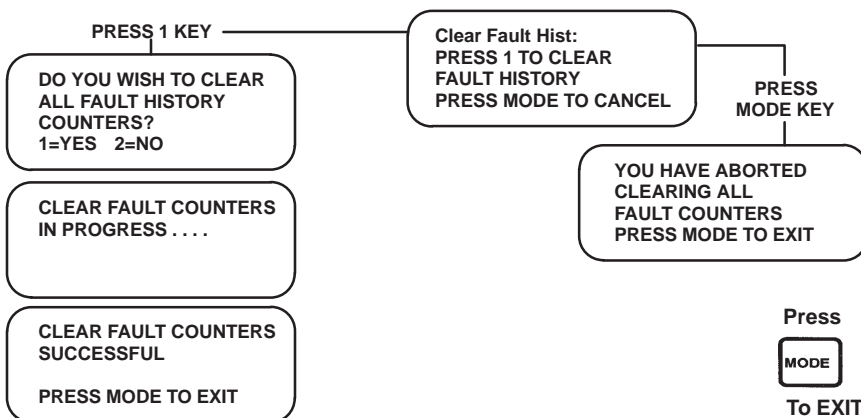 PRESS 1 KEY
Clear Fault Hist:
PRESS 1 TO CLEAR
FAULT HISTORY
PRESS MODE TO CANCEL
DO YOU WISH TO CLEAR
ALL FAULT HISTORY
COUNTERS?
1=YES 2=NO
PRESS
MODE KEY
YOU HAVE ABORTED
CLEARING ALL
FAULT COUNTERS
PRESS MODE TO EXIT
CLEAR FAULT COUNTERS
IN PROGRESS . . . .
CLEAR FAULT COUNTERS
SUCCESSFUL
PRESS MODE TO EXIT
Press
MODE
To EXIT